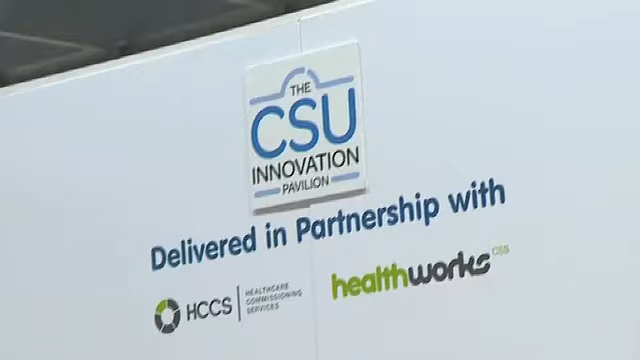 THE
CSU
INNOVATION
PAVILION
Delivered in Partnership with
HCCS
HEALTHCARE
COMMISSIONING
SERVICES
healthworks CSS